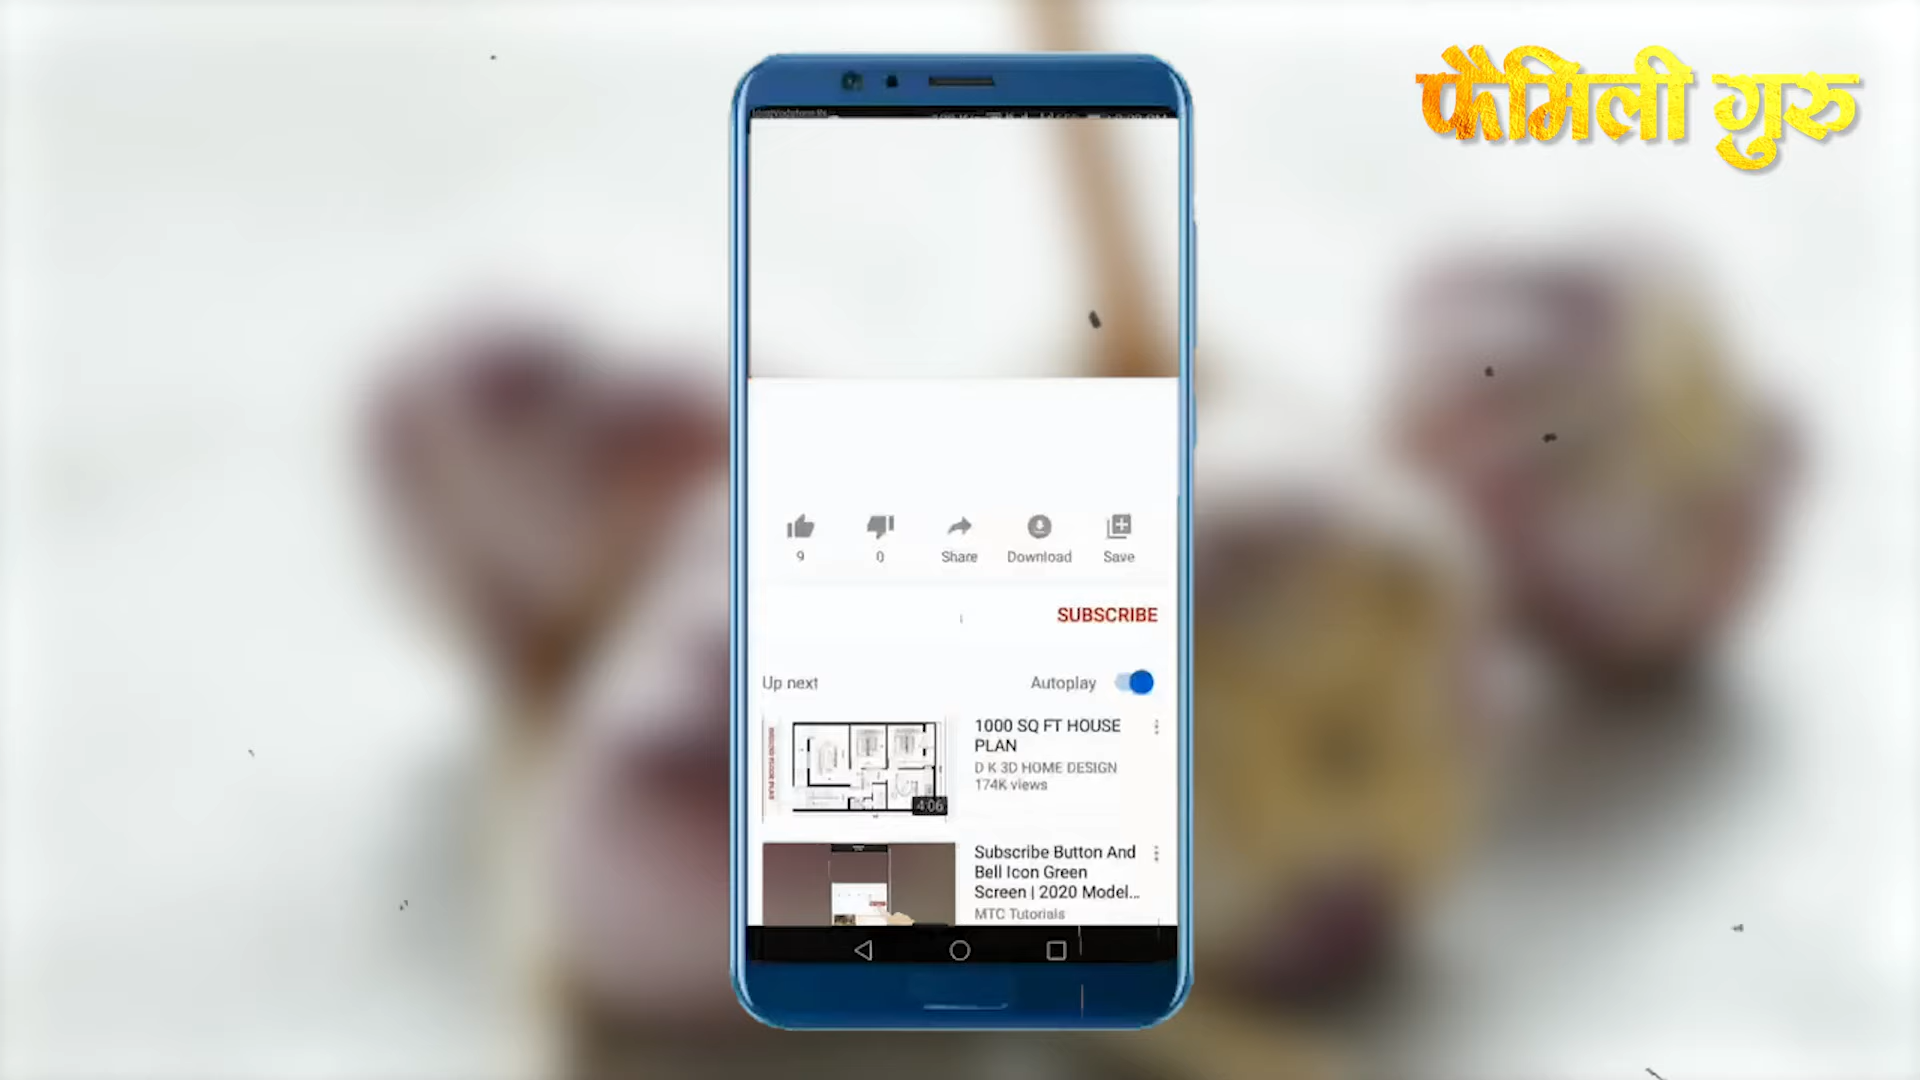 फैमिली गुरु
9
0
Share
Download
Save
SUBSCRIBE
Up next
Autoplay
1000 SQ FT HOUSE
PLAN
D K 3D HOME DESIGN
174K views
4:06
Subscribe Button And
Bell Icon Green
Screen | 2020 Model...
MTC Tutorials